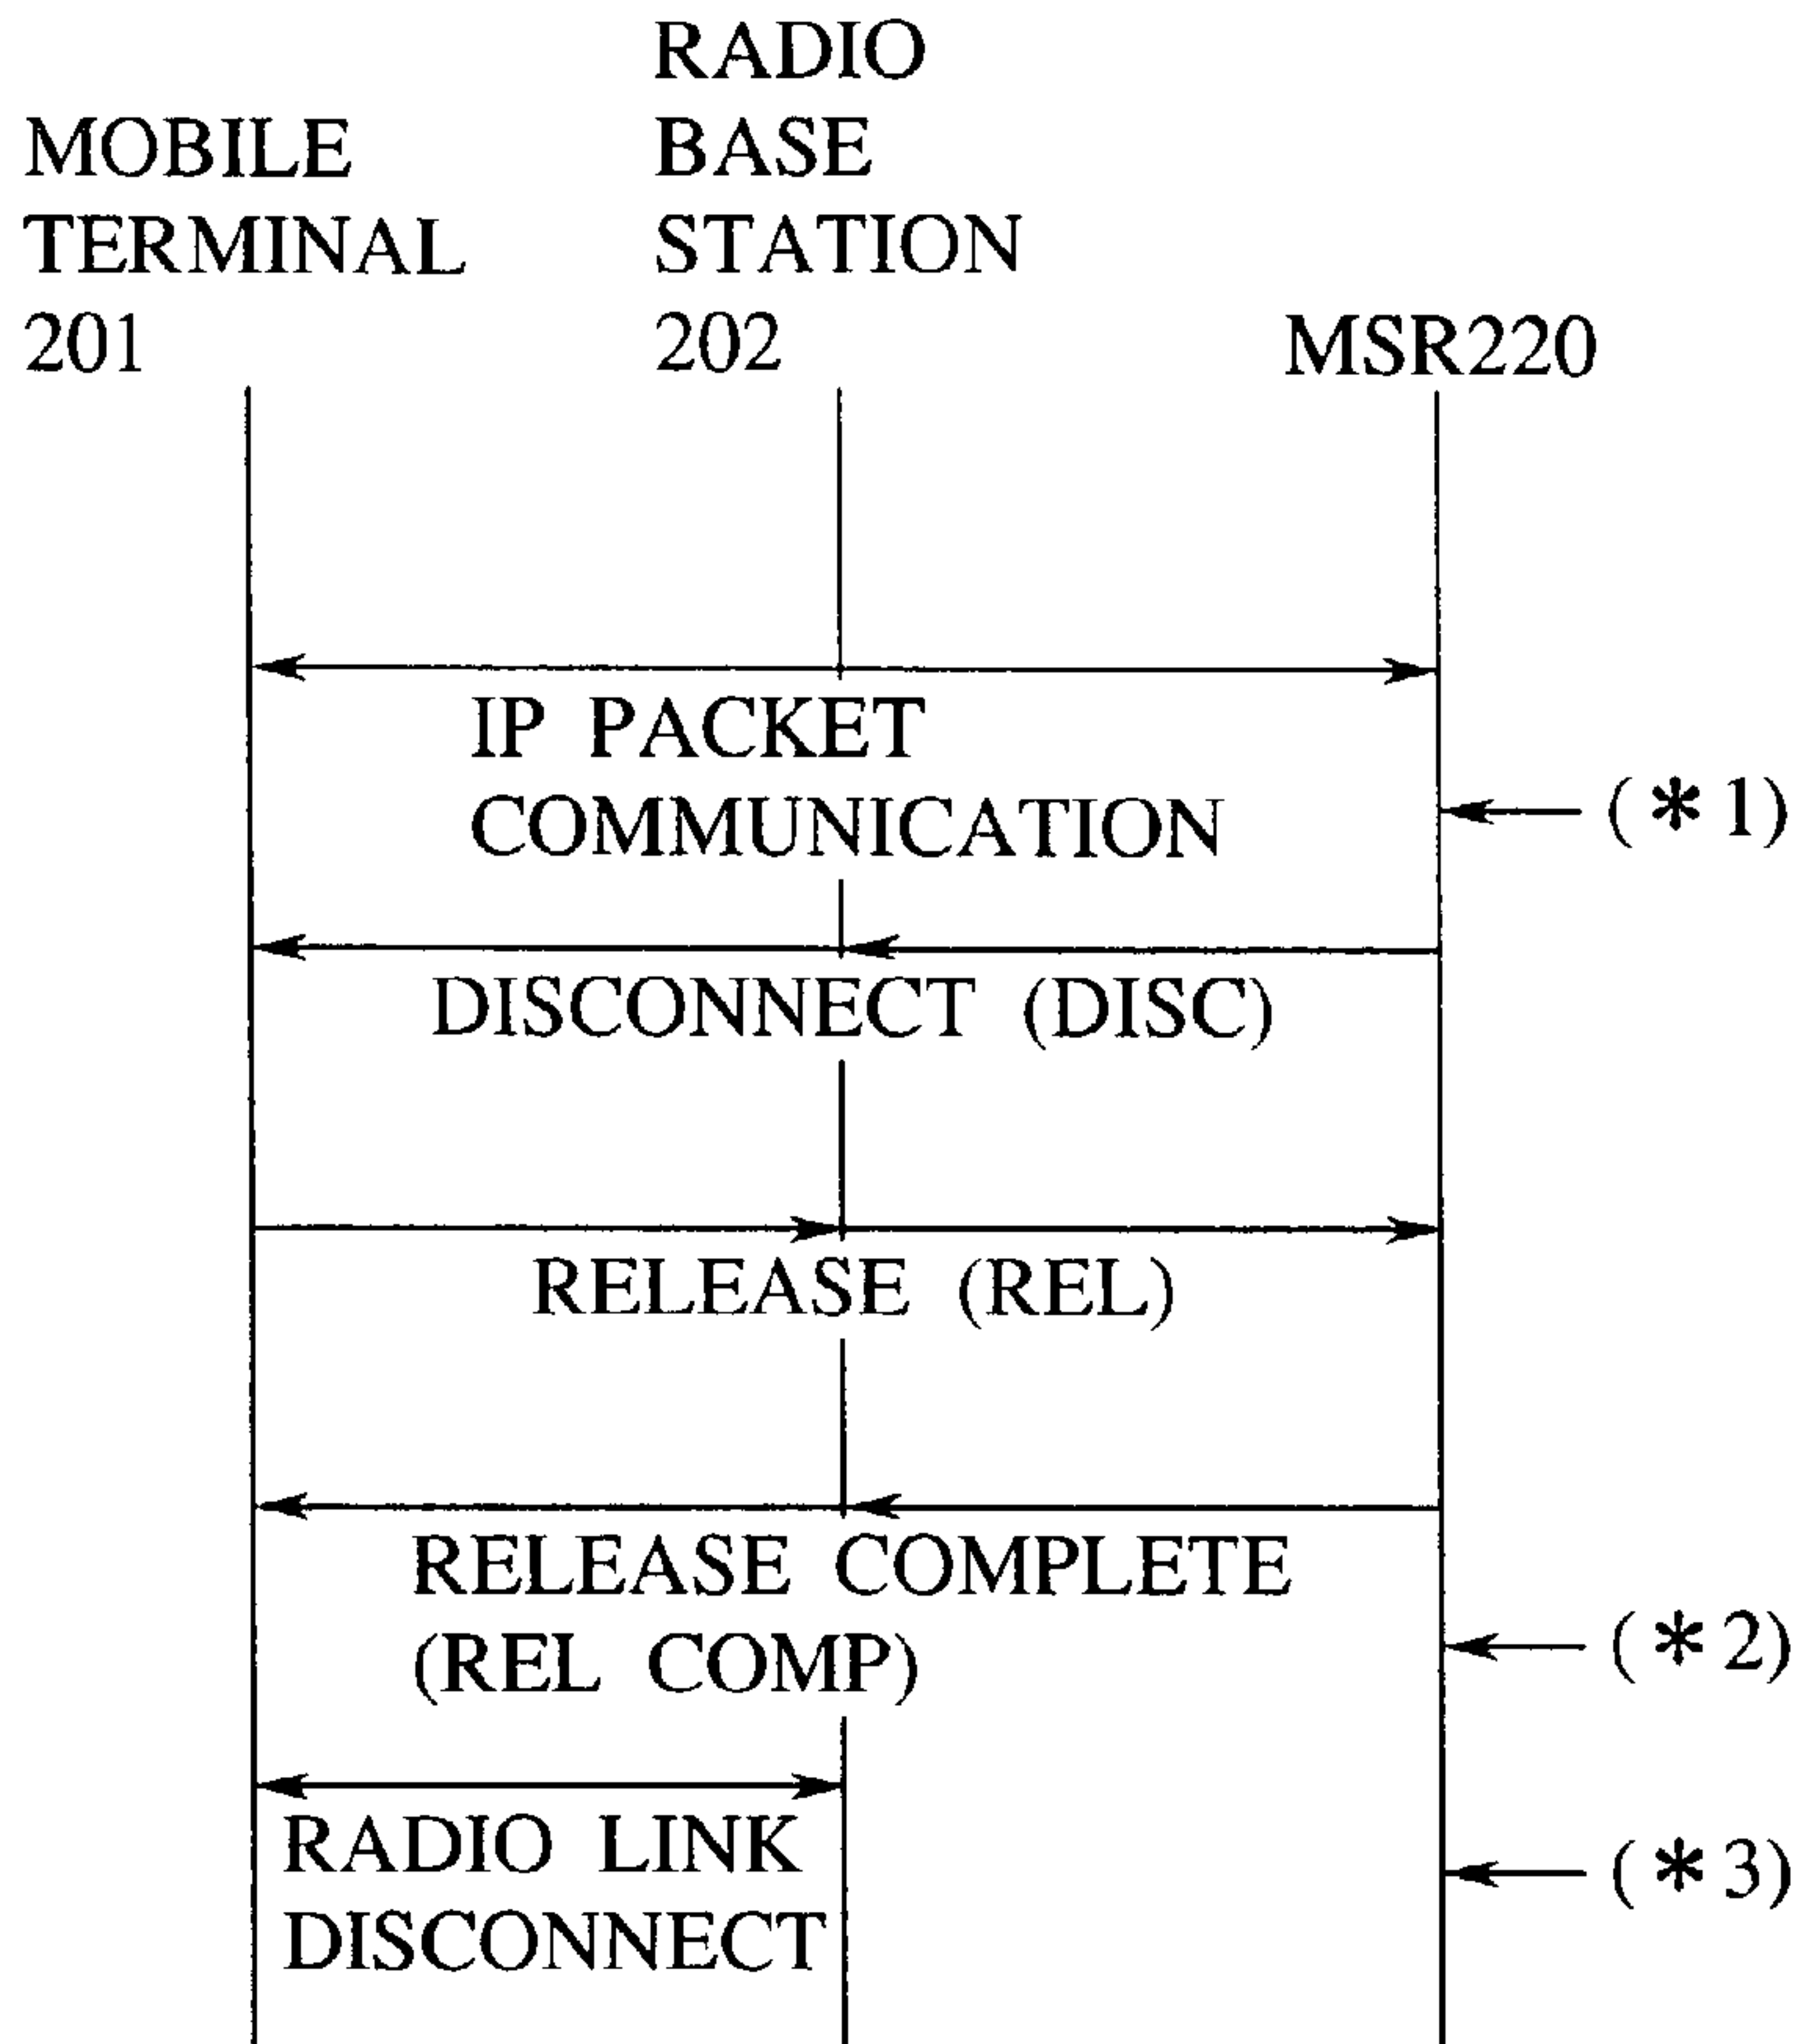 MOBILE
TERMINAL
201
RADIO
BASE
STATION
202
MSR220
IP PACKET
COMMUNICATION
(*1)
DISCONNECT (DISC)
RELEASE (REL)
RELEASE COMPLETE
(REL COMP)
(*2)
RADIO LINK
DISCONNECT
(*3)